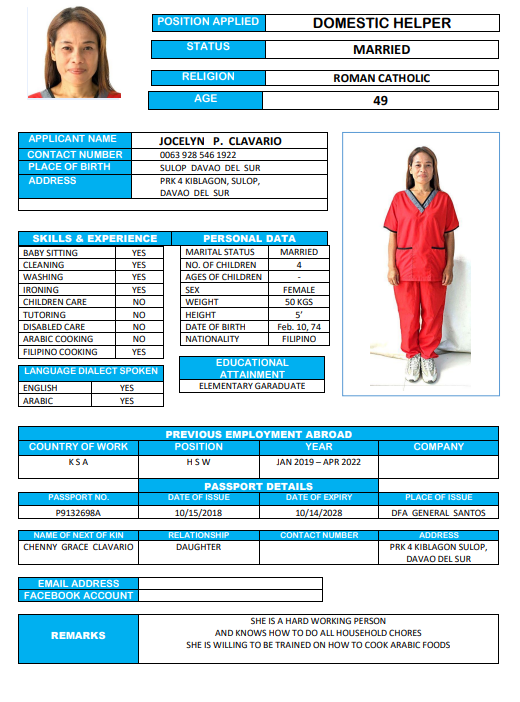 POSITION APPLIED DOMESTIC HELPER
STATUS MARRIED
RELIGION ROMAN CATHOLIC
AGE 49
APPLICANT NAME JOCELYN P. CLAVARIO
CONTACT NUMBER 0063 928 546 1922
PLACE OF BIRTH SULOP DAVAO DEL SUR
ADDRESS PRK 4 KIBLAGON, SULOP,
DAVAO DEL SUR
SKILLS & EXPERIENCE
BABY SITTING YES
CLEANING YES
WASHING YES
IRONING YES
CHILDREN CARE NO
TUTORING NO
DISABLED CARE NO
ARABIC COOKING NO
FILIPINO COOKING YES
LANGUAGE DIALECT SPOKEN
ENGLISH YES
ARABIC YES
PERSONAL DATA
MARITAL STATUS MARRIED
NO. OF CHILDREN 4
AGES OF CHILDREN -
SEX FEMALE
WEIGHT 50 KGS
HEIGHT 5’
DATE OF BIRTH Feb. 10, 74
NATIONALITY FILIPINO
EDUCATIONAL
ATTAINMENT
ELEMENTARY GARADUATE
PREVIOUS EMPLOYMENT ABROAD
COUNTRY OF WORK POSITION YEAR COMPANY
K S A H S W JAN 2019 – APR 2022
PASSPORT DETAILS
PASSPORT NO. DATE OF ISSUE DATE OF EXPIRY PLACE OF ISSUE
P9132698A 10/15/2018 10/14/2028 DFA GENERAL SANTOS
NAME OF NEXT OF KIN RELATIONSHIP CONTACT NUMBER ADDRESS
CHENNY GRACE CLAVARIO DAUGHTER PRK 4 KIBLAGON SULOP,
DAVAO DEL SUR
EMAIL ADDRESS
FACEBOOK ACCOUNT
REMARKS
SHE IS A HARD WORKING PERSON
AND KNOWS HOW TO DO ALL HOUSEHOLD CHORES
SHE IS WILLING TO BE TRAINED ON HOW TO COOK ARABIC FOODS